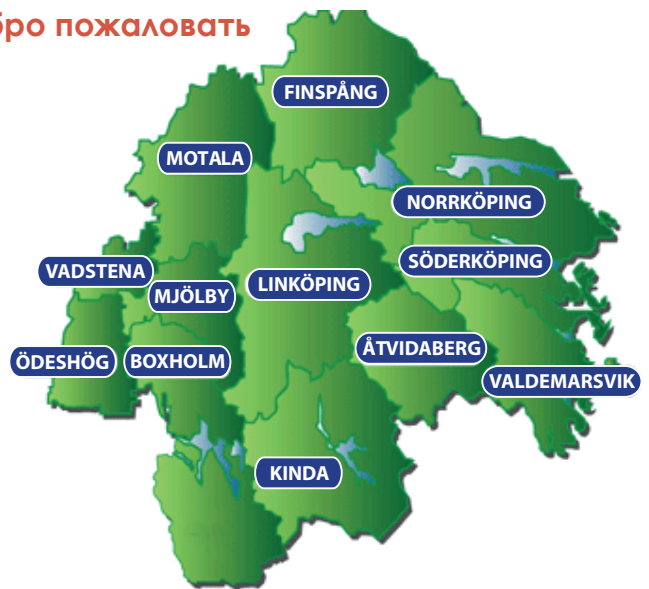 бро пожаловать
FINSPÅNG
MOTALA
NORRKÖPING
SÖDERKÖPING
VADSTENA
LINKÖPING
MJÖLBY
ÅTVIDABERG
ÖDESHÖG
BOXHOLM
VALDEMARSVIK
KINDA